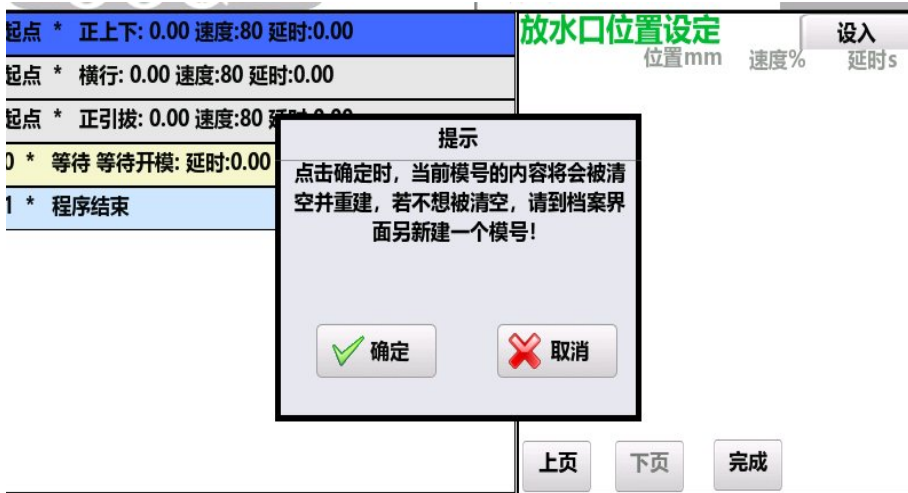 起点 * 正上下: 0.00 速度:80 延时:0.00
起点 * 横行: 0.00 速度:80 延时:0.00
起点 * 正引拔: 0.00 速度:80
* 等待 等待开模: 延时:0.00
1 * 程序结束
放水口位置设定
设入
位置mm 速度% 延时s
提示
点击确定时，当前模号的内容将会被清
空并重建，若不想被清空，请到档案界
面另新建一个模号！
确定
取消
上页
下页
完成